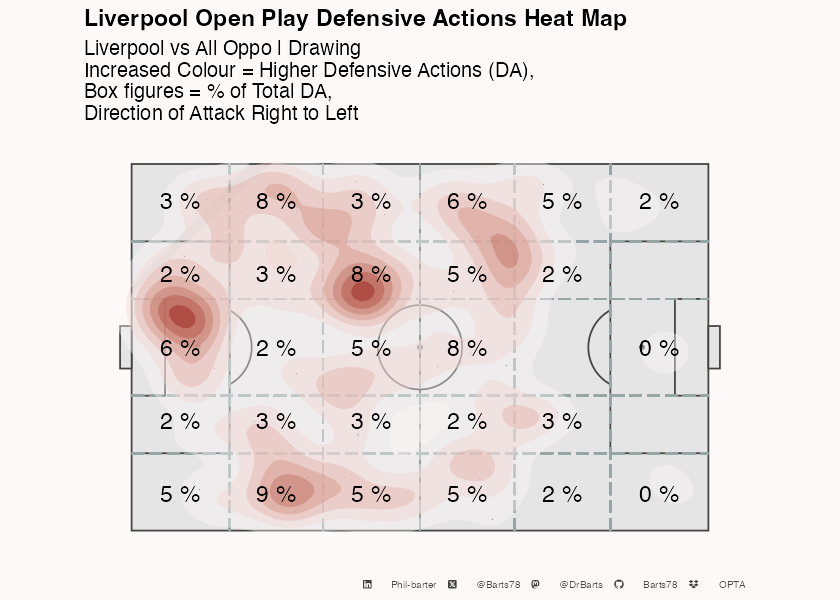 Liverpool Open Play Defensive Actions Heat Map
Liverpool vs All Oppo I Drawing
Increased Colour = Higher Defensive Actions (DA),
Box figures = % of Total DA,
Direction of Attack Right to Left
3 % 8 % 3 % 6 % 5 % 2 %
2 % 3 % 8 % 5 % 2 %
6 % 2 % 5 % 8 % 0 %
2 % 3 % 3 % 2 % 3 %
5 % 9 % 5 % 5 % 2 % 0 %
Phil-barter @Barts78 @DrBarts Barts78 OPTA